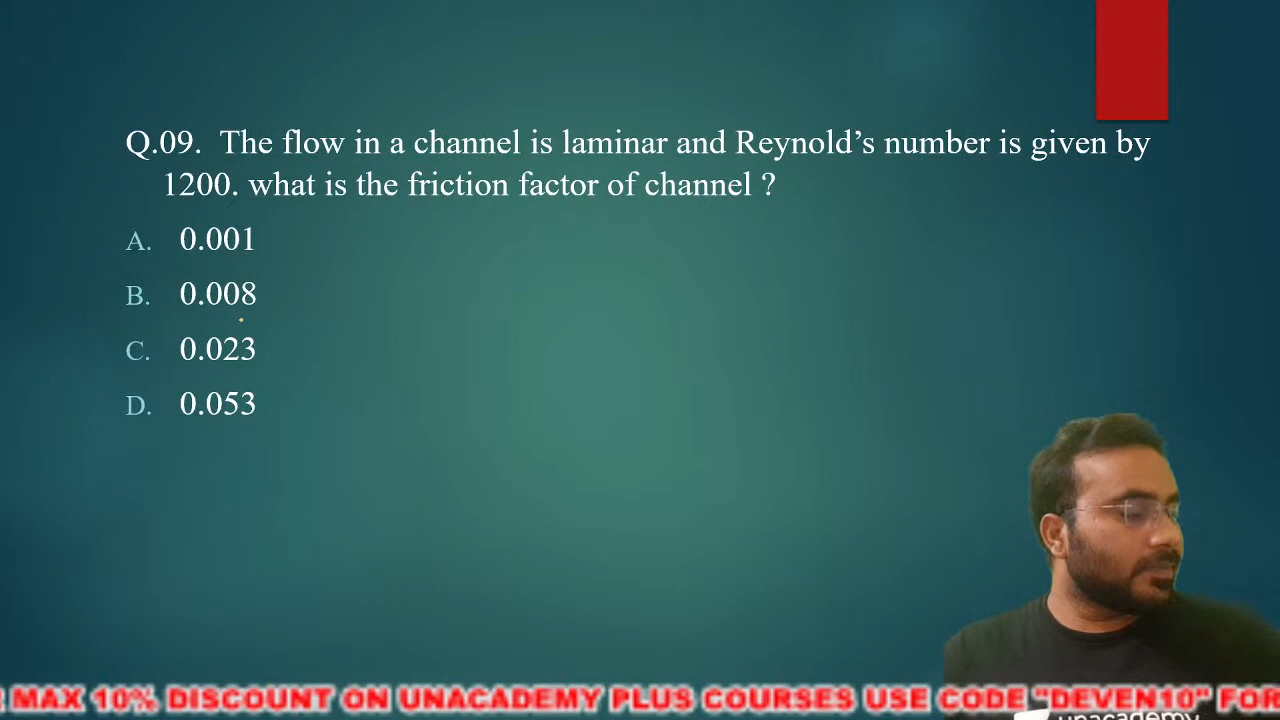 Q.09. The flow in a channel is laminar and Reynold’s number is given by
1200. what is the friction factor of channel ?
A. 0.001
B. 0.008
C. 0.023
D. 0.053
MAX 10% DISCOUNT ON UNACADEMY PLUS COURSES USE CODE "DEVEN10" FOR
unacademy